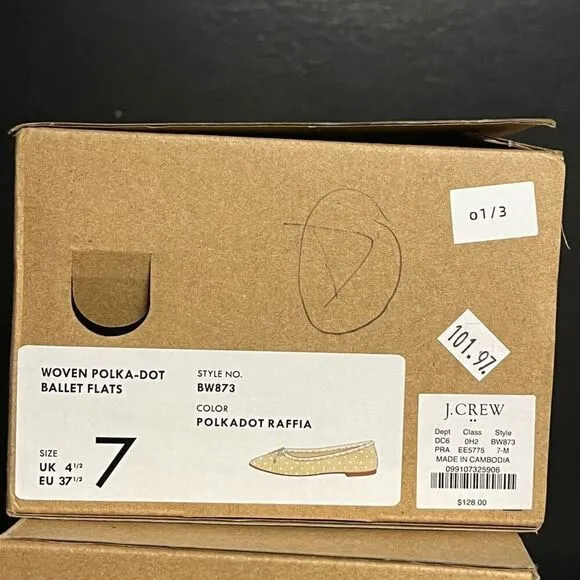 o1/3
7
101.97.
WOVEN POLKA-DOT
BALLET FLATS
STYLE NO.
BW873
COLOR
POLKADOT RAFFIA
SIZE
UK 4 1/2
EU 37 1/2
7
J.CREW
Dept Class Style
DC6 0H2 BW873
PRA EE5775 7-M
MADE IN CAMBODIA
099107325906
$128.00